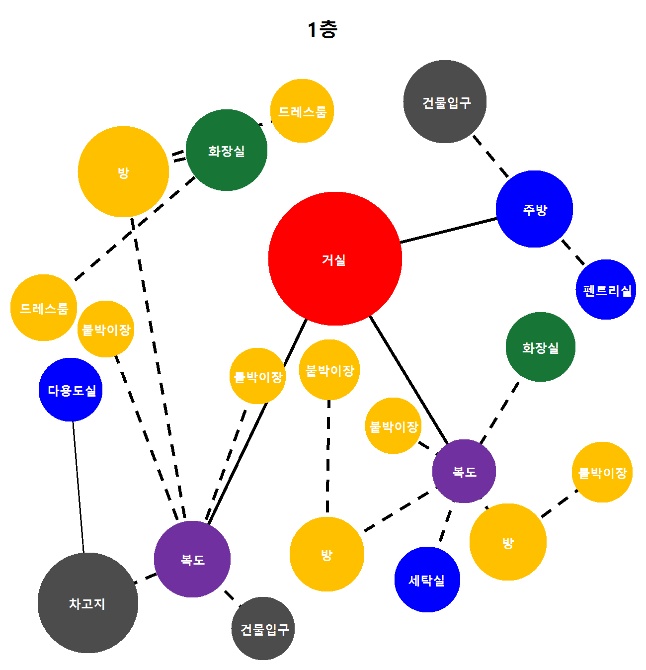 1층
건물입구
드레스룸
화장실
방
주방
거실
펜트리실
드레스룸
붙박이장
화장실
붙박이장
붙박이장
다용도실
붙박이장
복도
붙박이장
방
방
복도
세탁실
차고지
건물입구